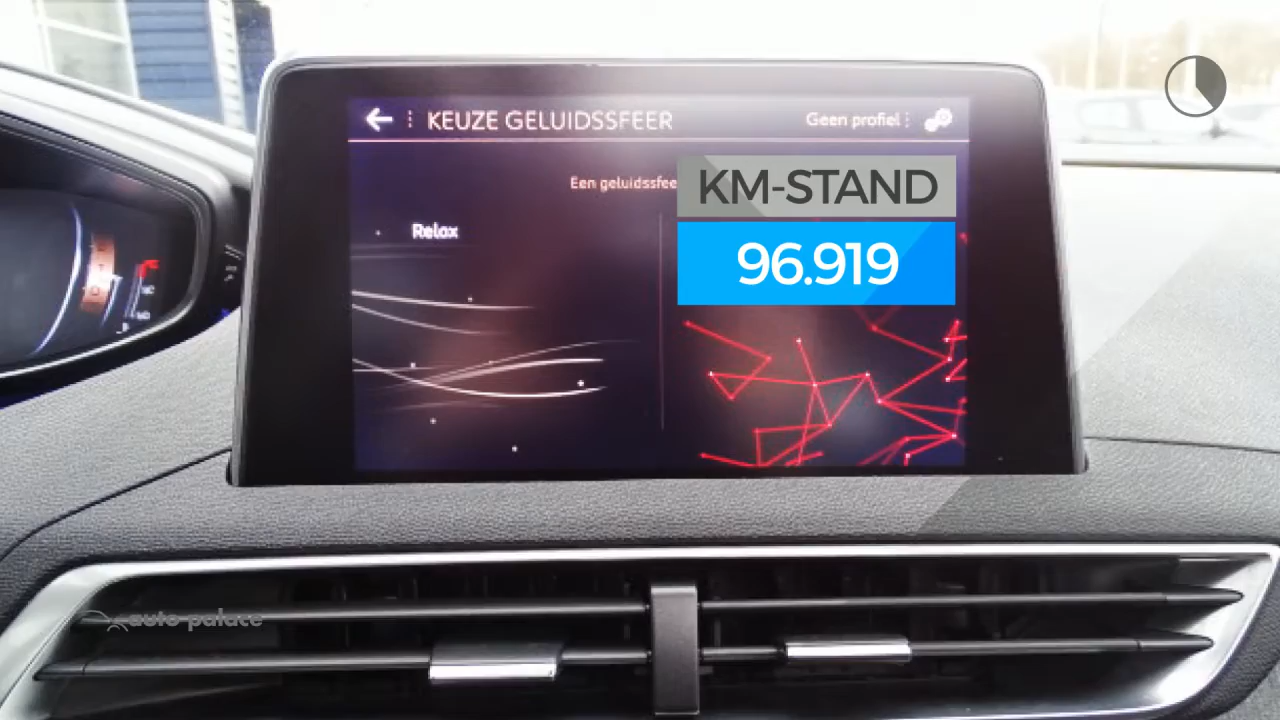 KEUZE GELUIDSSFEER
Geen profiel
Een geluidssfee
KM-STAND
Relax
96.919
auto palace